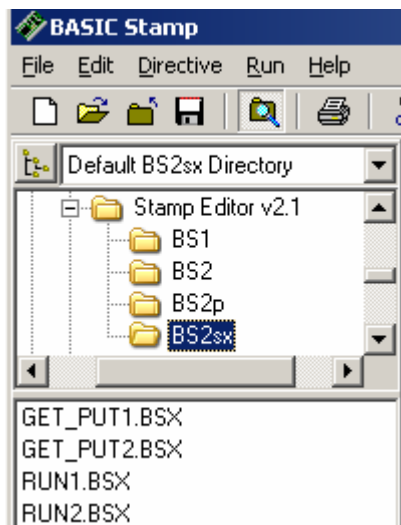 BASIC Stamp
File Edit Directive Run Help
Default BS2sx Directory
Stamp Editor v2.1
BS1
BS2
BS2p
BS2sx
GET_PUT1.BSX
GET_PUT2.BSX
RUN1.BSX
RUN2.BSX